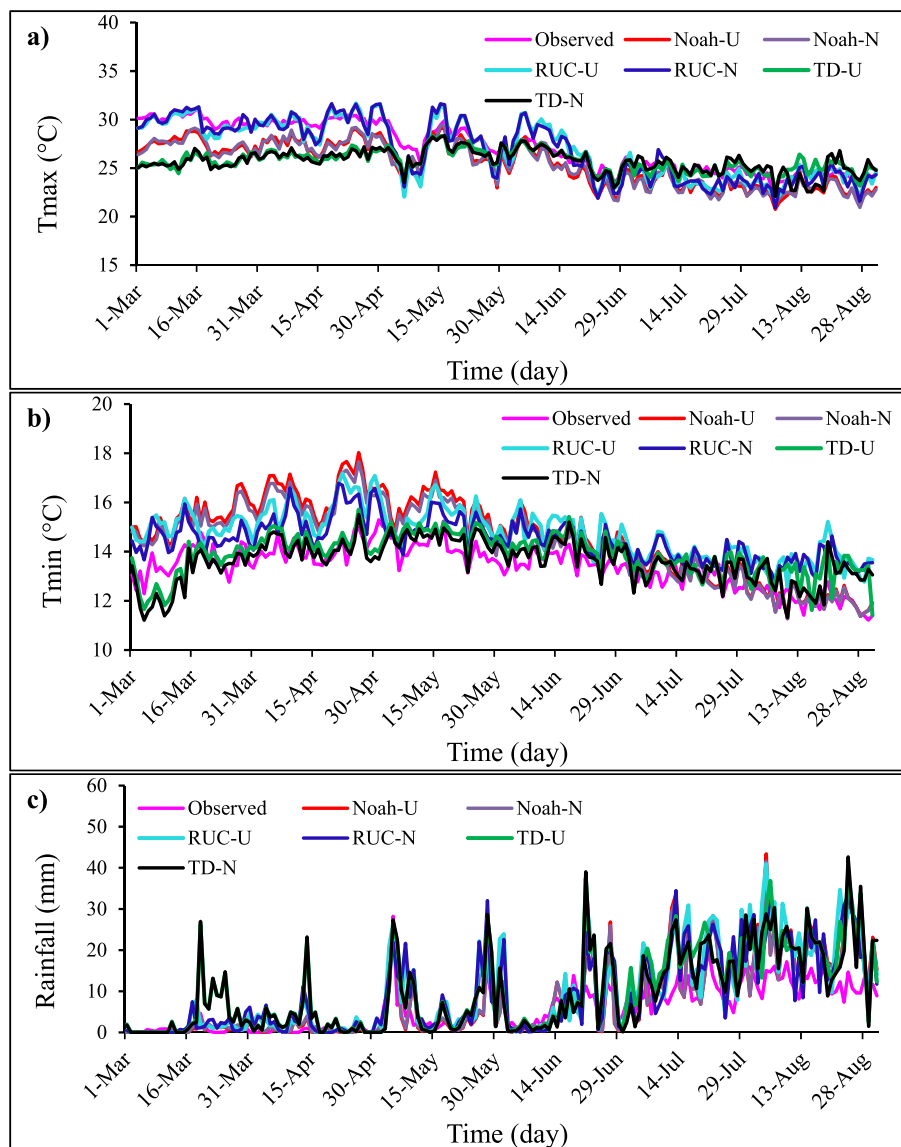 a)
Tmax (°C)
40
35
30
25
20
15
Observed Noah-U Noah-N
RUC-U RUC-N TD-U
TD-N
1-Mar 16-Mar 31-Mar 15-Apr 30-Apr 15-May 30-May 14-Jun 29-Jun 14-Jul 29-Jul 13-Aug 28-Aug
Time (day)
b)
Tmin (°C)
20
18
16
14
12
10
Observed Noah-U Noah-N
RUC-U RUC-N TD-U
TD-N
1-Mar 16-Mar 31-Mar 15-Apr 30-Apr 15-May 30-May 14-Jun 29-Jun 14-Jul 29-Jul 13-Aug 28-Aug
Time (day)
c)
Rainfall (mm)
60
50
40
30
20
10
0
Observed Noah-U Noah-N
RUC-U RUC-N TD-U
TD-N
1-Mar 16-Mar 31-Mar 15-Apr 30-Apr 15-May 30-May 14-Jun 29-Jun 14-Jul 29-Jul 13-Aug 28-Aug
Time (day)